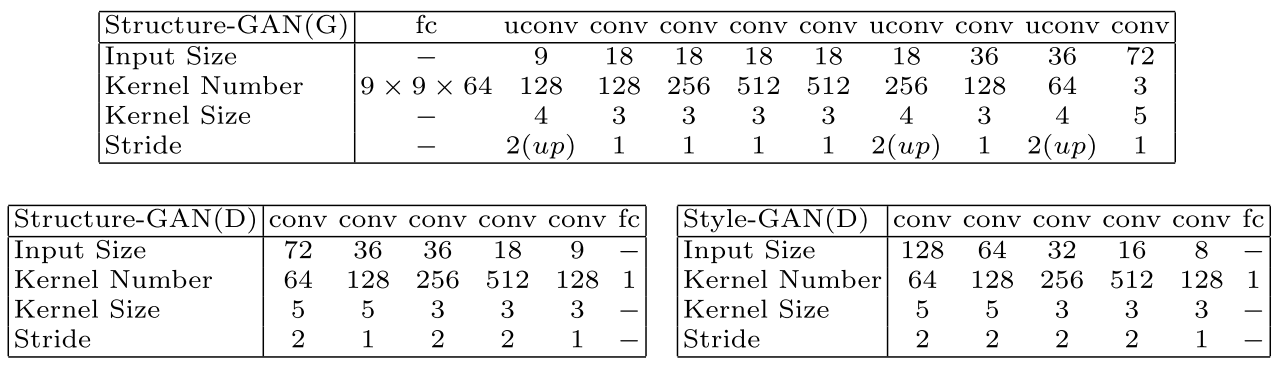 Structure-GAN(G) fc uconv conv conv conv conv uconv conv uconv conv
Input Size − 9 18 18 18 18 18 36 36 72
Kernel Number 9 × 9 × 64 128 128 256 512 512 256 128 64 3
Kernel Size − 4 3 3 3 3 4 3 4 5
Stride − 2(up) 1 1 1 1 2(up) 1 2(up) 1
Structure-GAN(D) conv conv conv conv conv fc
Input Size 72 36 36 18 9 −
Kernel Number 64 128 256 512 128 1
Kernel Size 5 5 3 3 3 −
Stride 2 1 2 2 1 −
Style-GAN(D) conv conv conv conv conv fc
Input Size 128 64 32 16 8 −
Kernel Number 64 128 256 512 128 1
Kernel Size 5 5 3 3 3 −
Stride 2 2 2 2 1 −